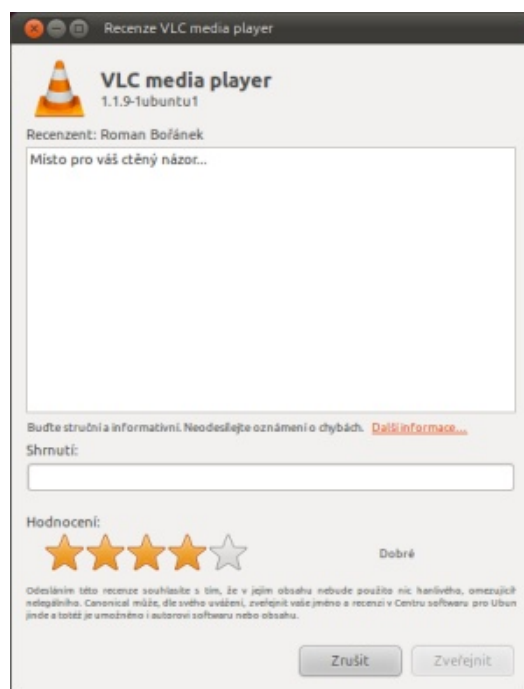 Recenze VLC media player
VLC media player
1.1.9-1ubuntu1
Recenzent: Roman Bořánek
Místo pro váš ctěný názor...
Buďte struční a informativní. Neodesílejte oznámení o chybách. Další informace...
Shrnutí:
Hodnocení:
Dobré
Odesláním této recenze souhlasíte s tím, že v jejím obsahu nebude použito nic hanlivého, omezujícíh
nelegálního. Canonical může, dle svého uvážení, zveřejnit vaše jméno a recenzi v Centru softwaru pro Ubun
jinde a totéž je umožněno i autorovi softwaru nebo obsahu.
Zrušit
Zveřejnit